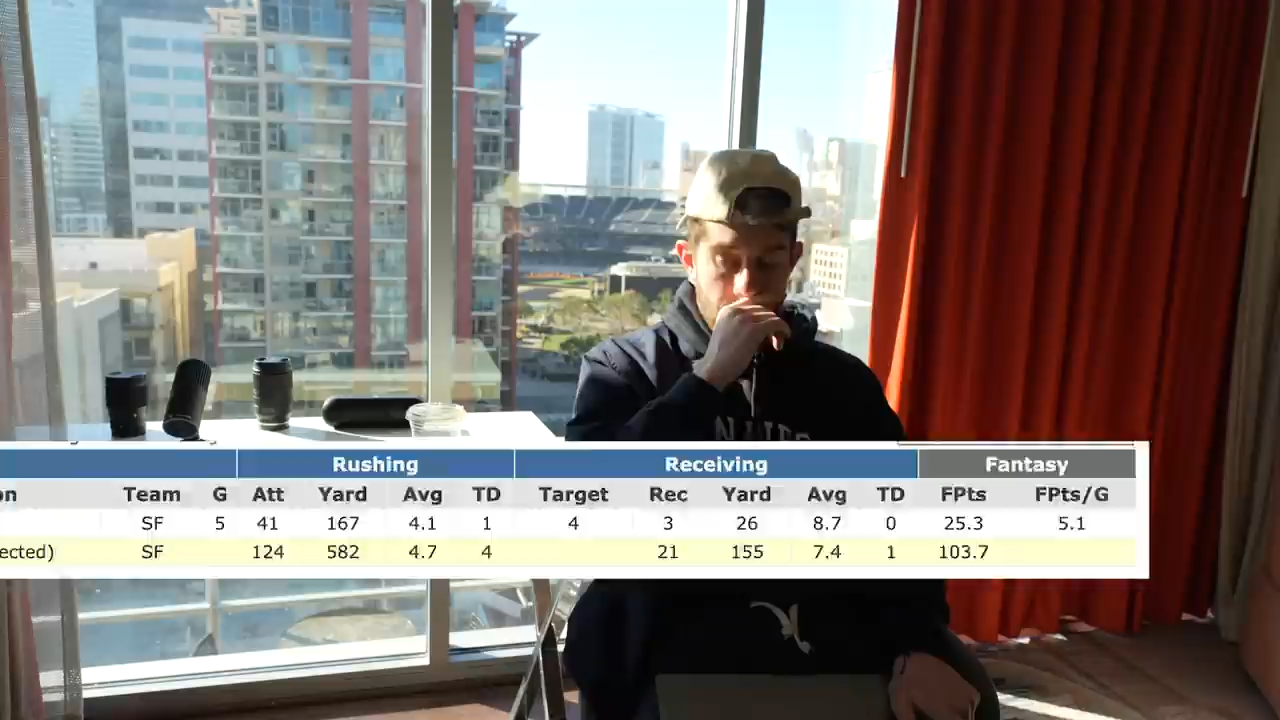 Rushing Receiving Fantasy
on Team G Att Yard Avg TD Target Rec Yard Avg TD FPts FPts/G
SF 5 41 167 4.1 1 4 3 26 8.7 0 25.3 5.1
ected) SF 124 582 4.7 4 21 155 7.4 1 103.7